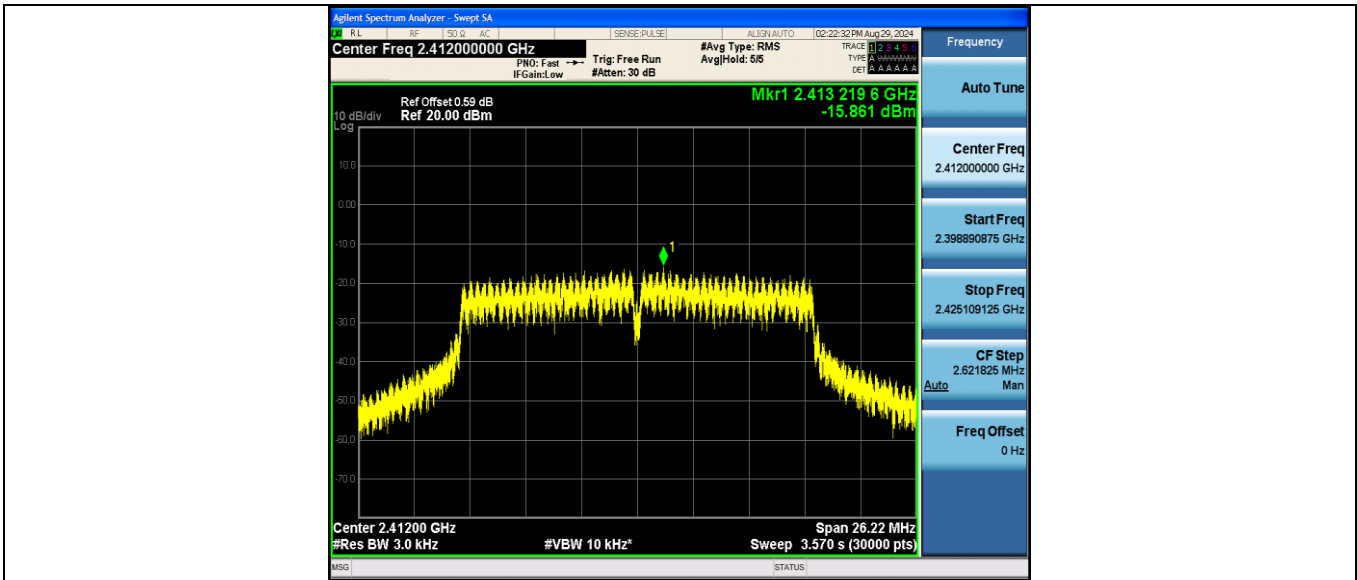 Agilent Spectrum Analyzer - Swept SA
RL RF 50 Ω AC SENSE:PULSE ALIGN AUTO 02:22:32 PM Aug 29, 2024
Center Freq 2.412000000 GHz
PNO: Fast
IFGain:Low
Trig: Free Run
#Atten: 30 dB
#Avg Type: RMS
Avg|Hold: 5/5
TRACE 1 2 3 4 5 6
TYPE A
DET A A A A A A
Mkr1 2.413 219 6 GHz
-15.861 dBm
Ref Offset 0.59 dB
10 dB/div Ref 20.00 dBm
Log
10.0
0.00
-10.0
-20.0
-30.0
-40.0
-50.0
-60.0
-70.0
1
Center 2.41200 GHz Span 26.22 MHz
#Res BW 3.0 kHz #VBW 10 kHz* Sweep 3.570 s (30000 pts)
MSG STATUS
Frequency
Auto Tune
Center Freq
2.412000000 GHz
Start Freq
2.398890875 GHz
Stop Freq
2.425109125 GHz
CF Step
2.621825 MHz
Auto Man
Freq Offset
0 Hz